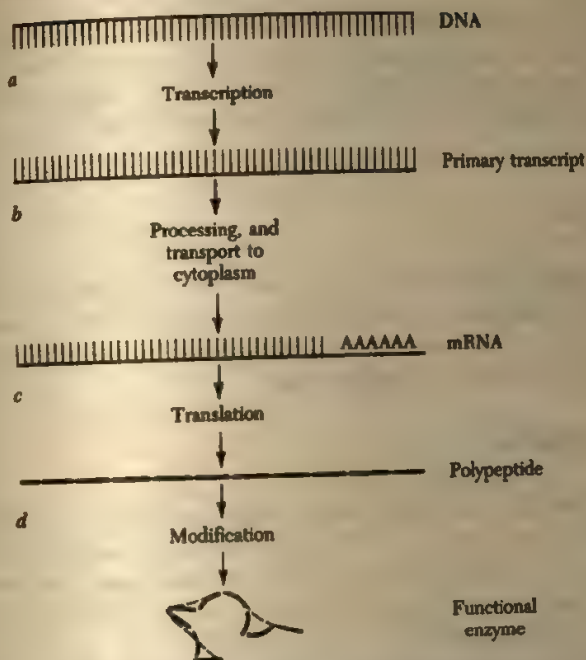 DNA
a
Transcription
Primary transcript
b
Processing, and
transport to
cytoplasm
AAAAAA mRNA
c
Translation
Polypeptide
d
Modification
Functional
enzyme